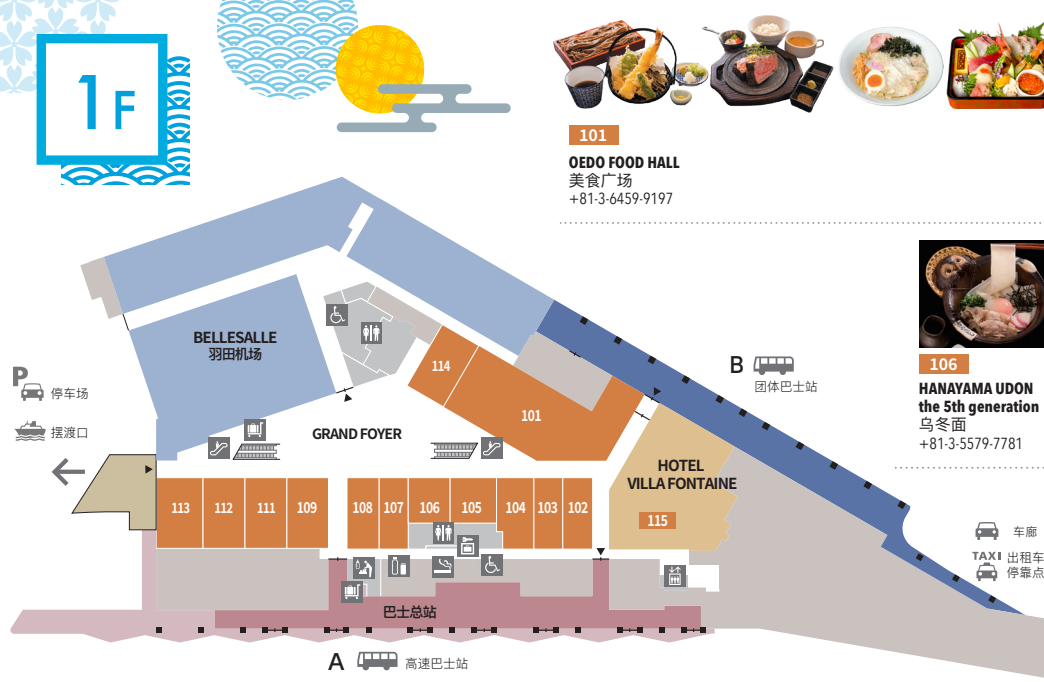 1F
101
OEDO FOOD HALL
美食广场
+81-3-6459-9197
106
HANAYAMA UDON
the 5th generation
乌冬面
+81-3-5579-7781
BELLESALLE
羽田机场
P
停车场
摆渡口
GRAND FOYER
114
101
B
团体巴士站
HOTEL
VILLA FONTAINE
115
113
112
111
109
108
107
106
105
104
103
102
车廊
TAXI
出租车
停靠点
巴士总站
A
高速巴士站